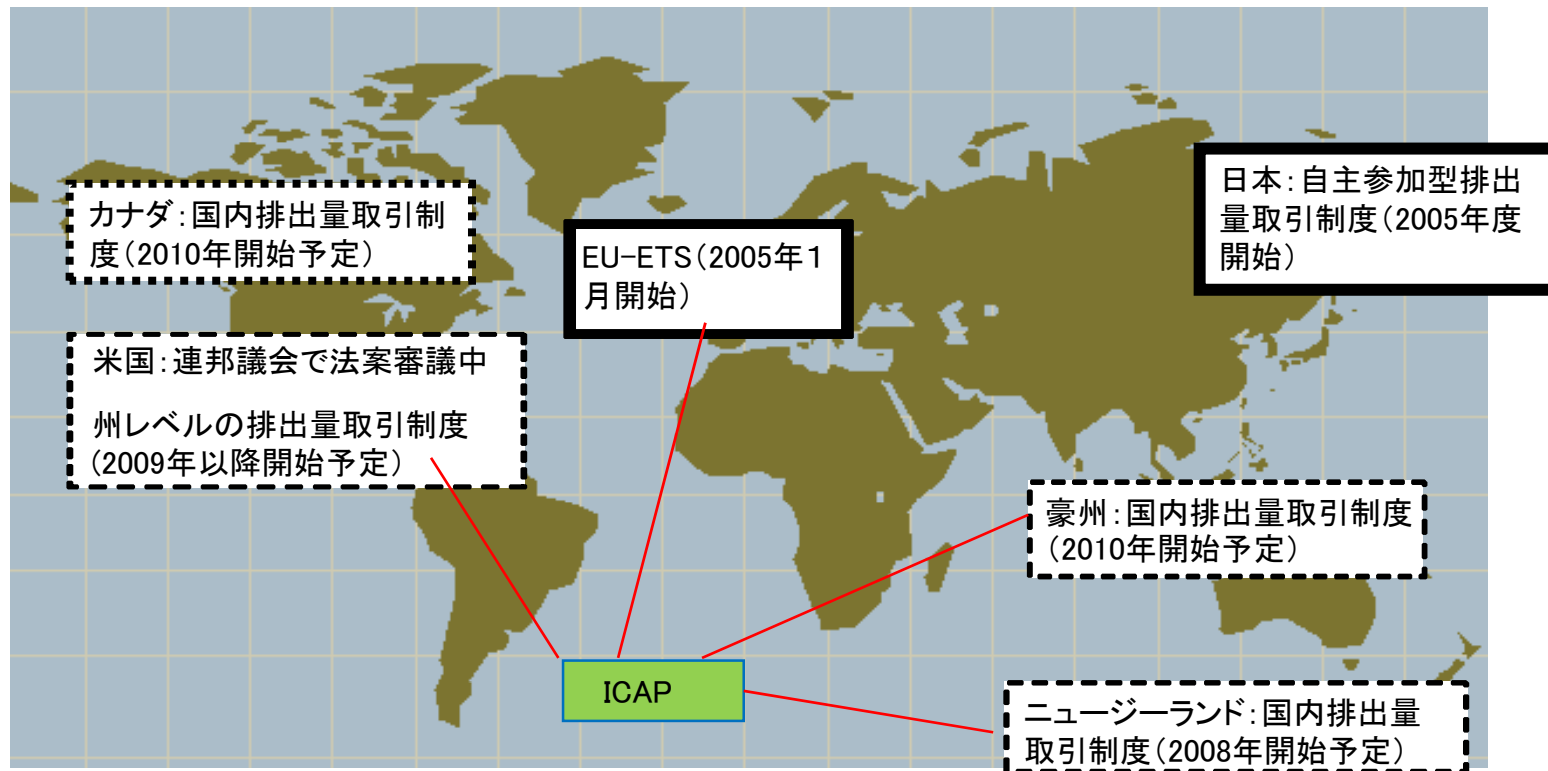 カナダ：国内排出量取引制
度（2010年開始予定）
米国：連邦議会で法案審議中
州レベルの排出量取引制度
（2009年以降開始予定）
EU-ETS（2005年１
月開始）
日本：自主参加型排出
量取引制度（2005年度
開始）
豪州：国内排出量取引制度
（2010年開始予定）
ICAP
ニュージーランド：国内排出量
取引制度（2008年開始予定）